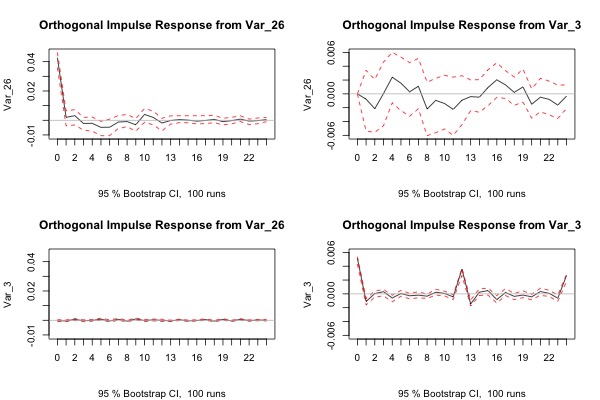 Orthogonal Impulse Response from Var_26
Var_26
0.04
0.02
-0.01
0 2 4 6 8 10 13 16 19 22
95 % Bootstrap CI, 100 runs
Orthogonal Impulse Response from Var_3
Var_26
0.006
0.000
-0.006
0 2 4 6 8 10 13 16 19 22
95 % Bootstrap CI, 100 runs
Orthogonal Impulse Response from Var_26
Var_3
0.04
0.02
-0.01
0 2 4 6 8 10 13 16 19 22
95 % Bootstrap CI, 100 runs
Orthogonal Impulse Response from Var_3
Var_3
0.006
0.000
-0.006
0 2 4 6 8 10 13 16 19 22
95 % Bootstrap CI, 100 runs